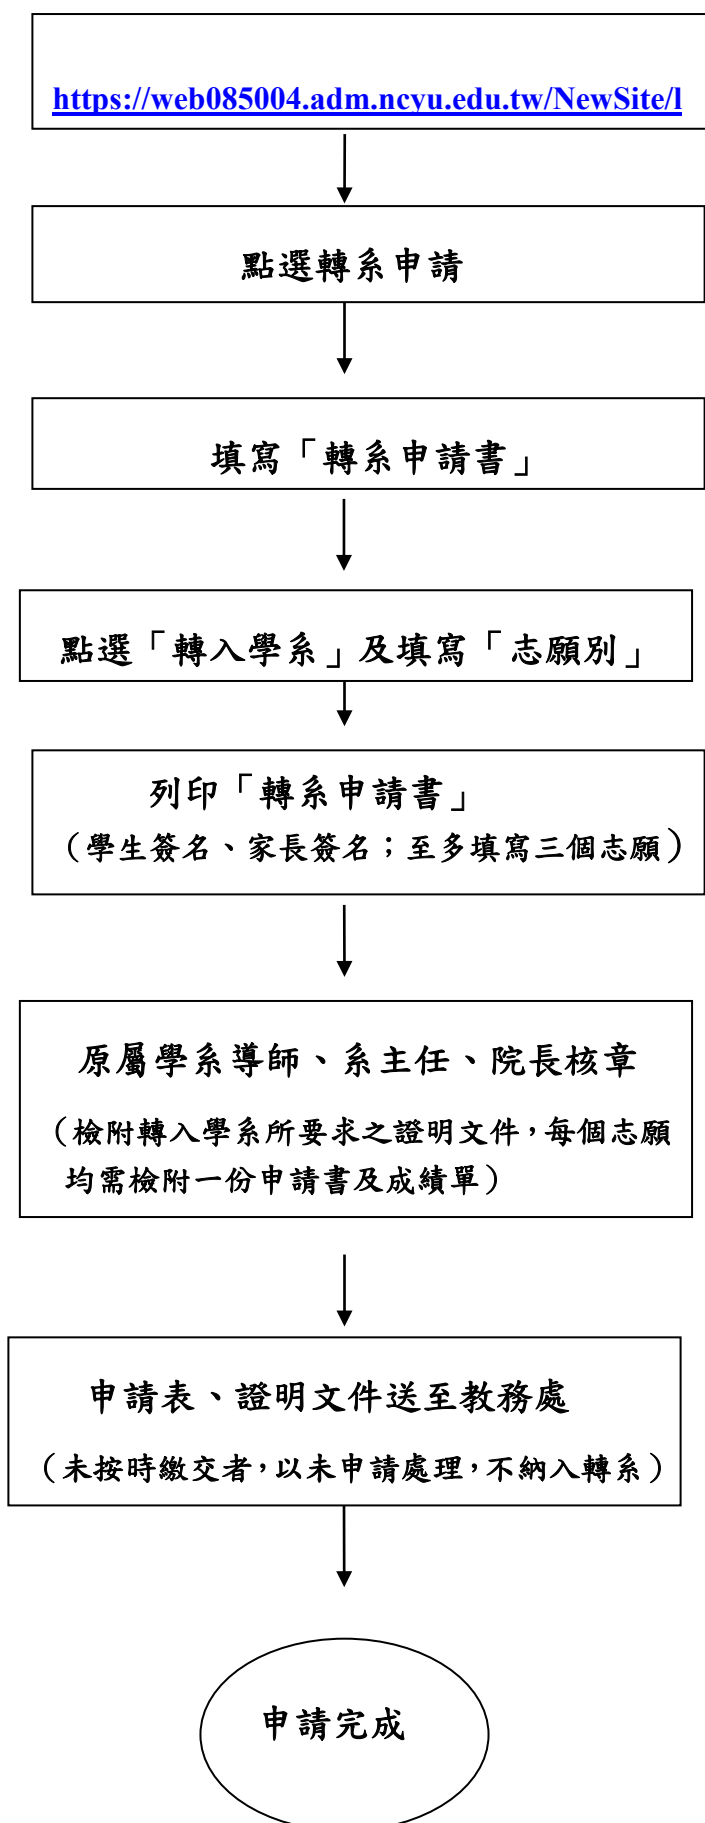 https://web085004.adm.ncyu.edu.tw/NewSite/l
點選轉系申請
填寫「轉系申請書」
點選「轉入學系」及填寫「志願別」
列印「轉系申請書」
（學生簽名、家長簽名；至多填寫三個志願）
原屬學系導師、系主任、院長核章
（檢附轉入學系所要求之證明文件，每個志願
均需檢附一份申請書及成績單）
申請表、證明文件送至教務處
（未按時繳交者，以未申請處理，不納入轉系）
申請完成